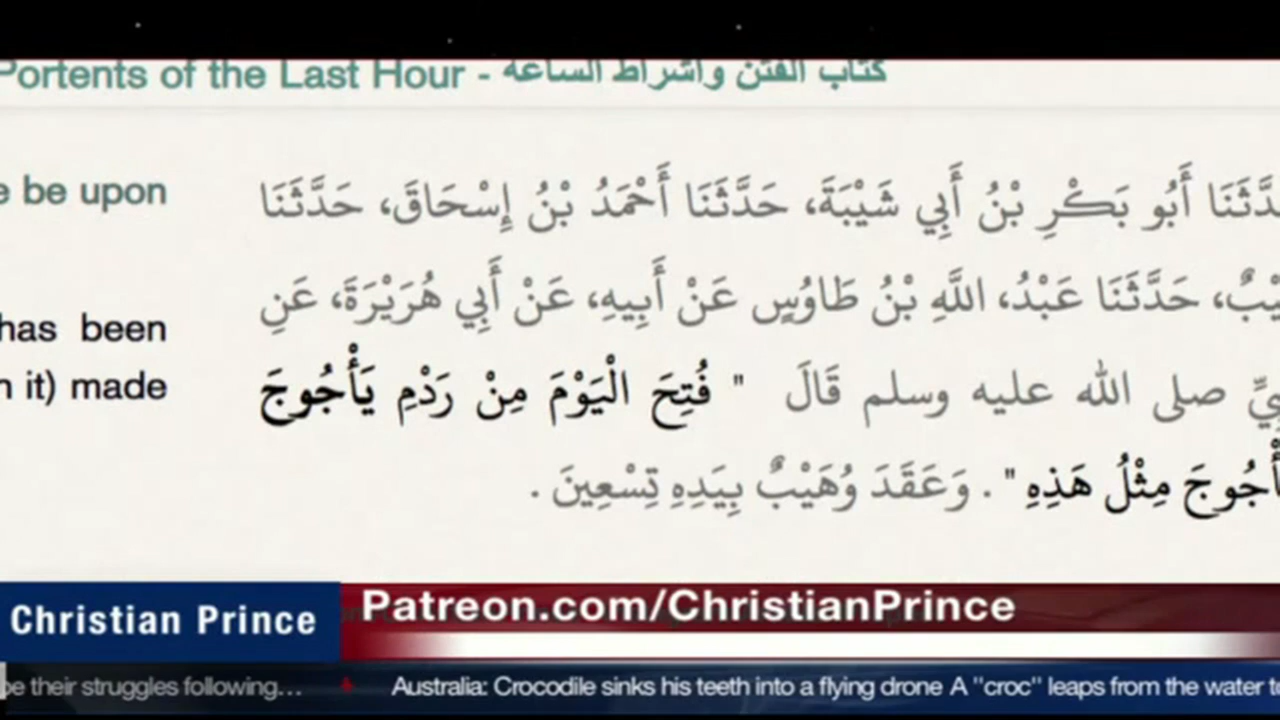 Portents of the Last Hour - كتاب الفتن وأشراط الساعة
be upon
has been
it) made
أَبُو بَكْرِ بْنُ أَبِي شَيْبَةَ، حَدَّثَنَا أَحْمَدُ بْنُ إِسْحَاقَ، حَدَّثَنَا
حَدَّثَنَا عَبْدُ، اللَّهِ بْنُ طَاوُسٍ عَنْ أَبِيهِ، عَنْ أَبِي هُرَيْرَةَ، عَنِ
صلى الله عليه وسلم قَالَ " فُتِحَ الْيَوْمَ مِنْ رَدْمِ يَأْجُوجَ
مِثْلُ هَذِهِ " . وَعَقَدَ وُهَيْبٌ بِيَدِهِ تِسْعِينَ .
Christian Prince
Patreon.com/ChristianPrince
be their struggles following... Australia: Crocodile sinks his teeth into a flying drone A "croc" leaps from the water